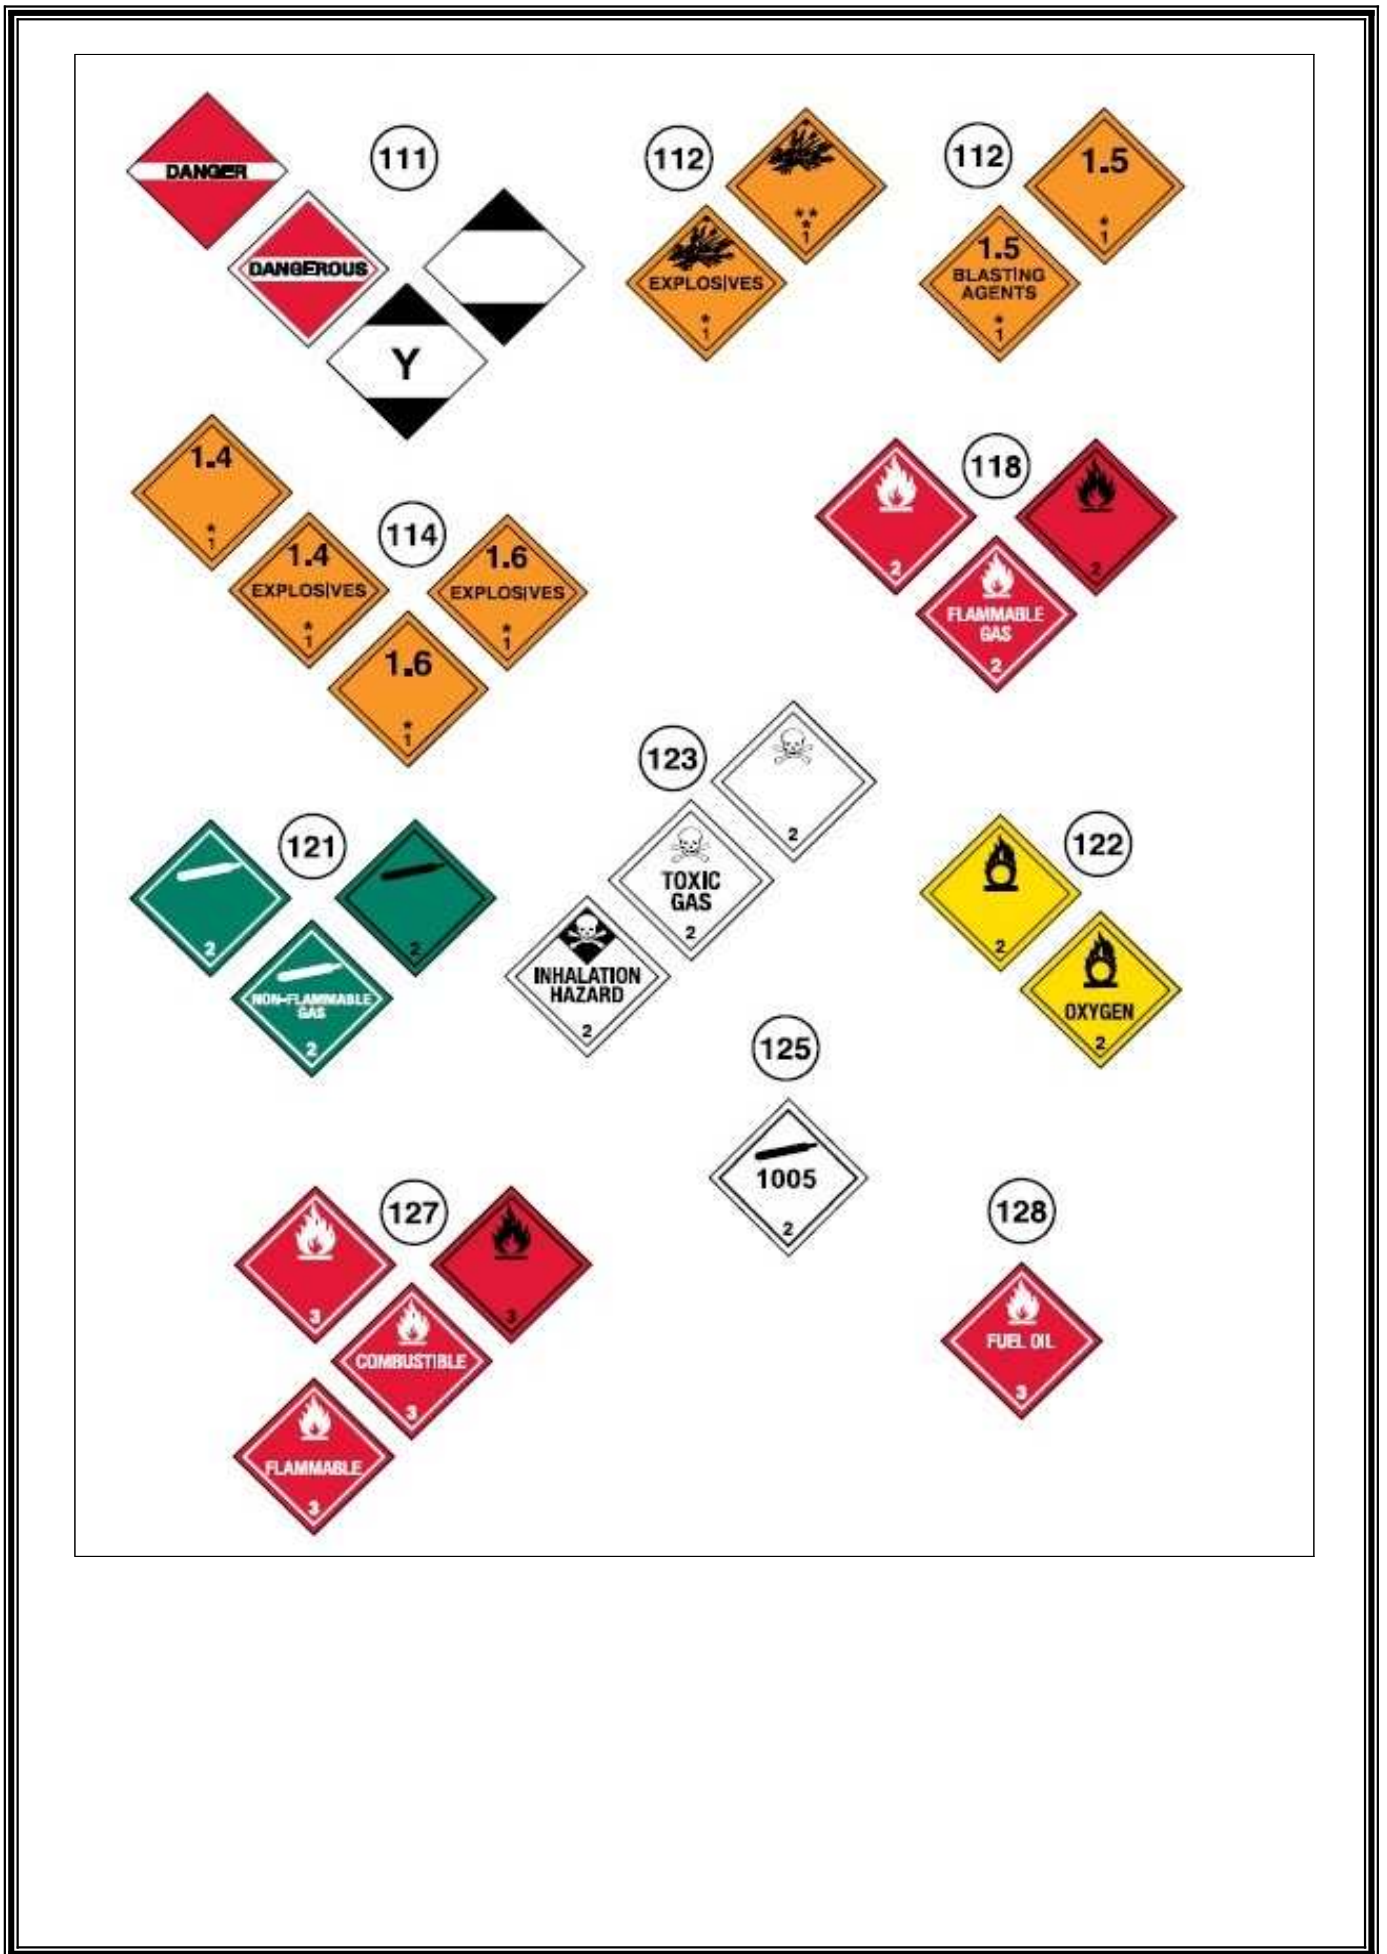 DANGER
111
DANGEROUS
Y
112
**
*
1
EXPLOSIVES
*
1
112
1.5
*
1
1.5
BLASTING
AGENTS
*
1
1.4
*
1
114
1.4
EXPLOSIVES
*
1
1.6
EXPLOSIVES
*
1
1.6
*
1
118
2
2
FLAMMABLE
GAS
2
123
2
TOXIC
GAS
2
INHALATION
HAZARD
2
121
2
2
NON-FLAMMABLE
GAS
2
122
2
OXYGEN
2
125
1005
2
127
3
3
COMBUSTIBLE
3
FLAMMABLE
3
128
FUEL OIL
3